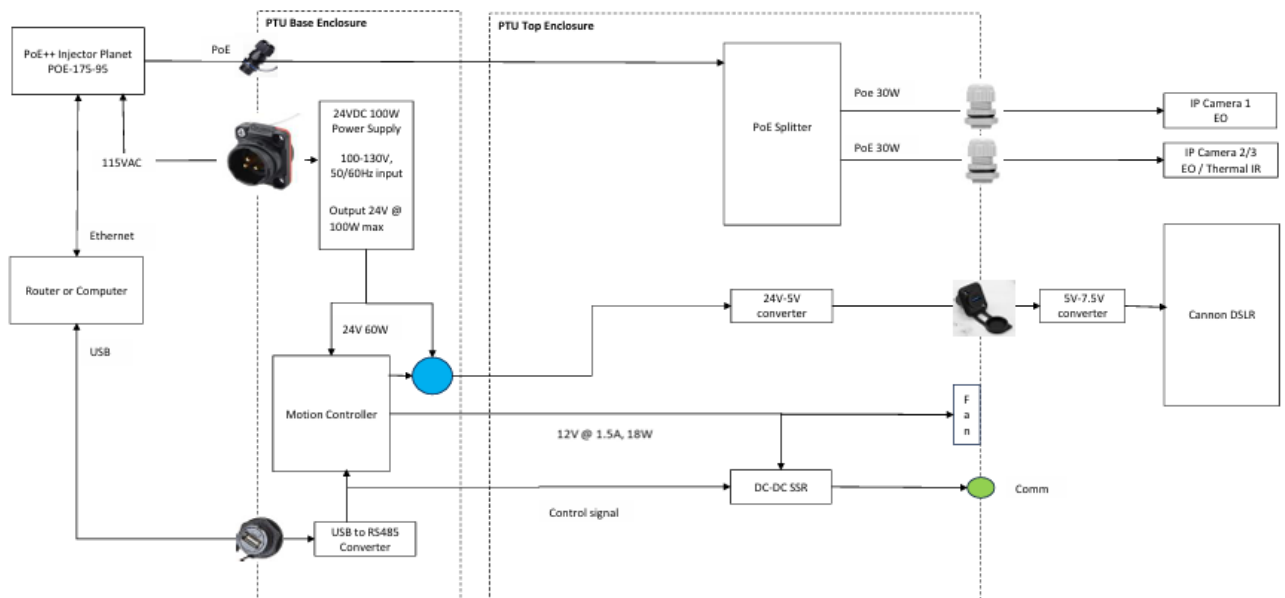 PTU Base Enclosure
PTU Top Enclosure
PoE++ Injector Planet
POE-175-95
PoE
115VAC
24VDC 100W
Power Supply
100-130V,
50/60Hz input
Output 24V @
100W max
PoE Splitter
Poe 30W
PoE 30W
IP Camera 1
EO
IP Camera 2/3
EO / Thermal IR
Ethernet
Router or Computer
USB
24V 60W
Motion Controller
24V-5V
converter
5V-7.5V
converter
Cannon DSLR
F
a
n
12V @ 1.5A, 18W
DC-DC SSR
Comm
Control signal
USB to RS485
Converter